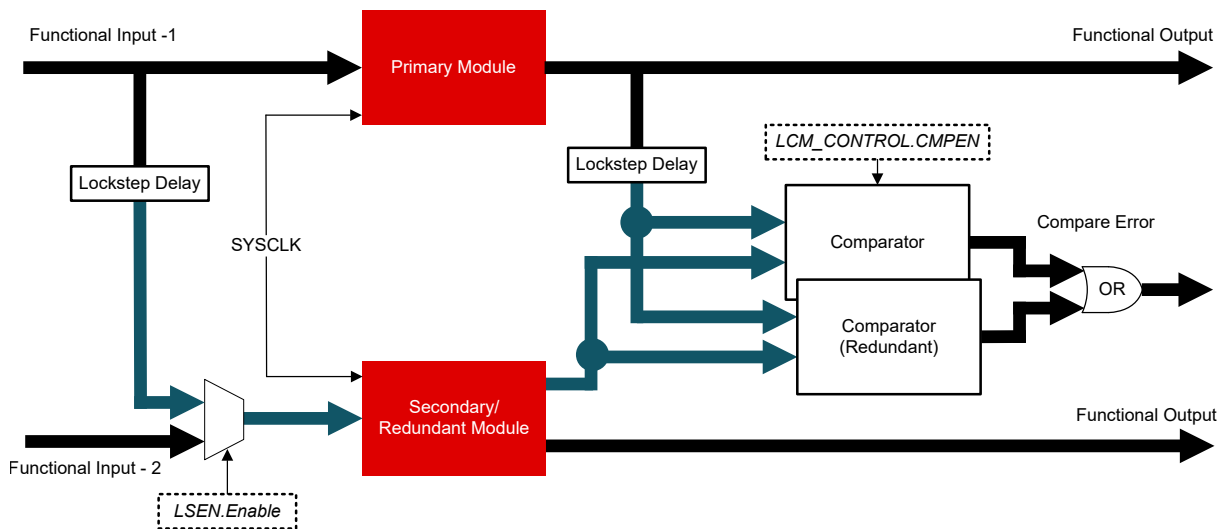 Functional Input -1
Primary Module
Functional Output
LCM_CONTROL.CMPEN
Lockstep Delay
Lockstep Delay
SYSCLK
Comparator
Compare Error
OR
Comparator
(Redundant)
Secondary/
Redundant Module
Functional Output
Functional Input - 2
LSEN.Enable